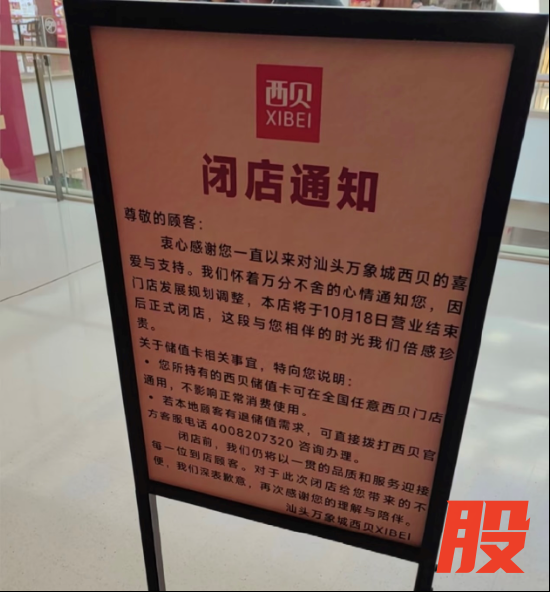 西贝
XIBEI
闭店通知
尊敬的顾客：
衷心感谢您一直以来对汕头万象城西贝的喜
爱与支持。我们怀着万分不舍的心情通知您，因
门店发展规划调整，本店将于10月18日营业结束
后正式闭店，这段与您相伴的时光我们倍感珍
贵。
关于储值卡相关事宜，特向您说明：
• 您所持有的西贝储值卡可在全国任意西贝门店
通用，不影响正常消费使用。
• 若本地顾客有退储值需求，可直接拨打西贝官
方客服电话4008207320 咨询办理。
闭店前，我们仍将以一贯的品质和服务迎接
每一位到店顾客。对于此次闭店给您带来的不
便，我们深表歉意，再次感谢您的理解与陪伴。
汕头万象城西贝XIBEI
股